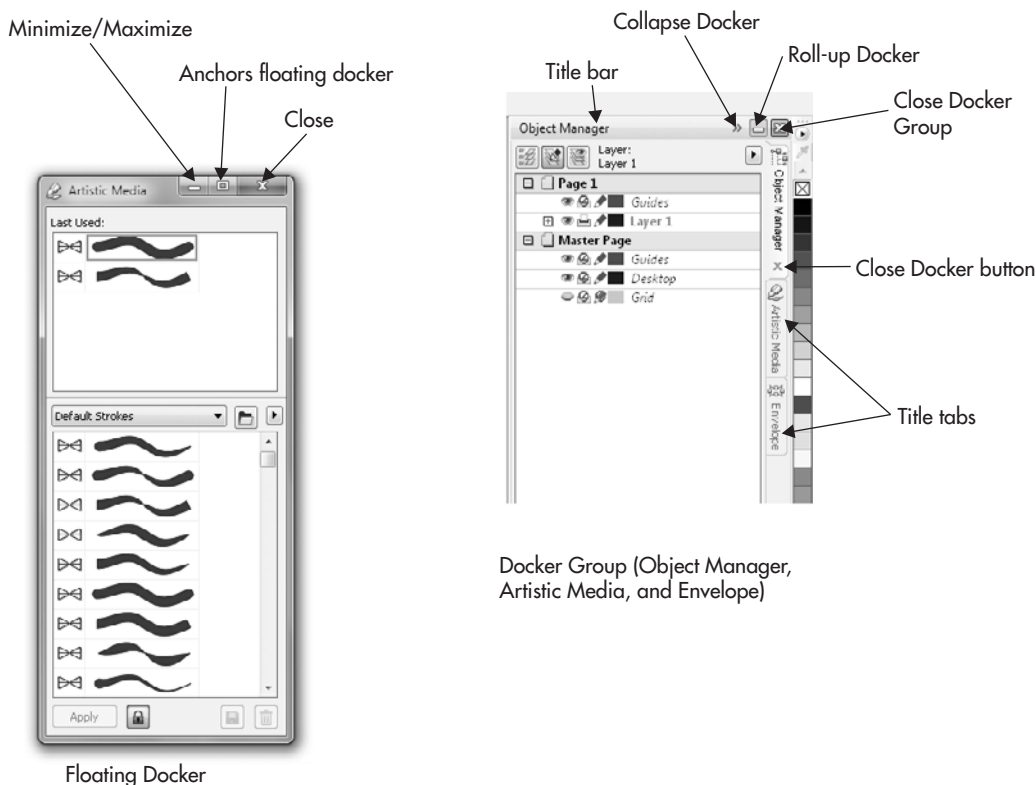 Minimize/Maximize
Anchors floating docker
Close
Artistic Media
Last Used:
Default Strokes
Apply
Floating Docker
Collapse Docker
Roll-up Docker
Title bar
Close Docker
Group
Object Manager
Layer:
Layer 1
Page 1
Guides
Layer 1
Master Page
Guides
Desktop
Grid
Object Manager
Artistic Media
Envelope
Close Docker button
Title tabs
Docker Group (Object Manager,
Artistic Media, and Envelope)